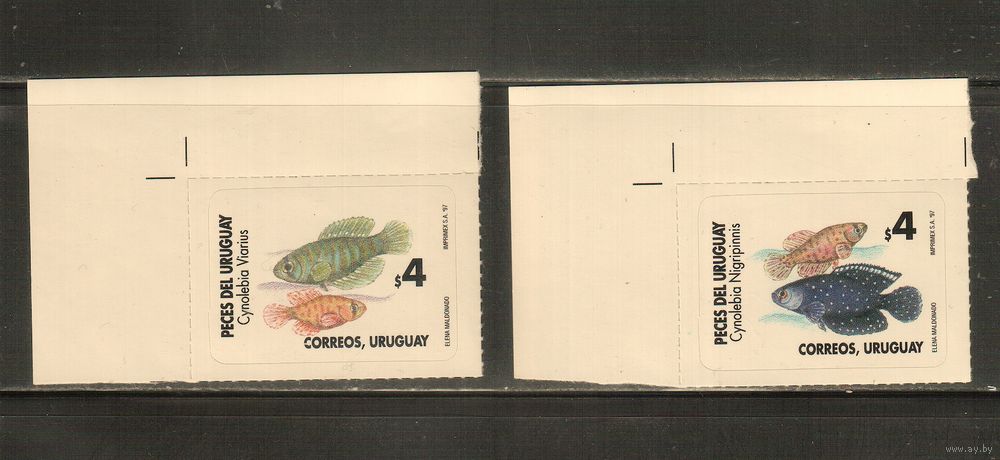 PECES DEL URUGUAY
Cynolebia Viarius
$4
IMPRIMEX S.A. '97
ELENA MALDONADO
CORREOS, URUGUAY
PECES DEL URUGUAY
Cynolebia Nigripinnis
$4
IMPRIMEX S.A. '97
ELENA MALDONADO
CORREOS, URUGUAY
www.ay.by